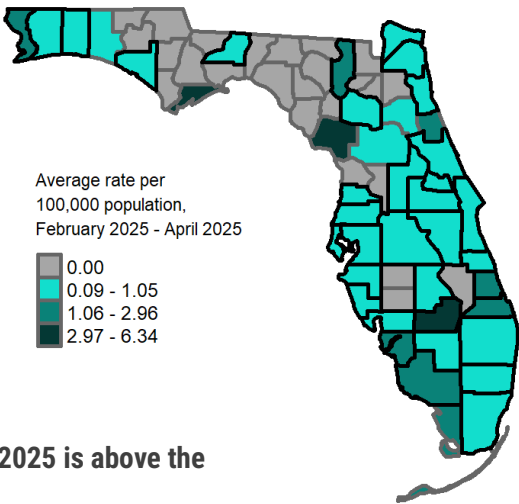 Average rate per
100,000 population,
February 2025 - April 2025
0.00
0.09 - 1.05
1.06 - 2.96
2.97 - 6.34
2025 is above the